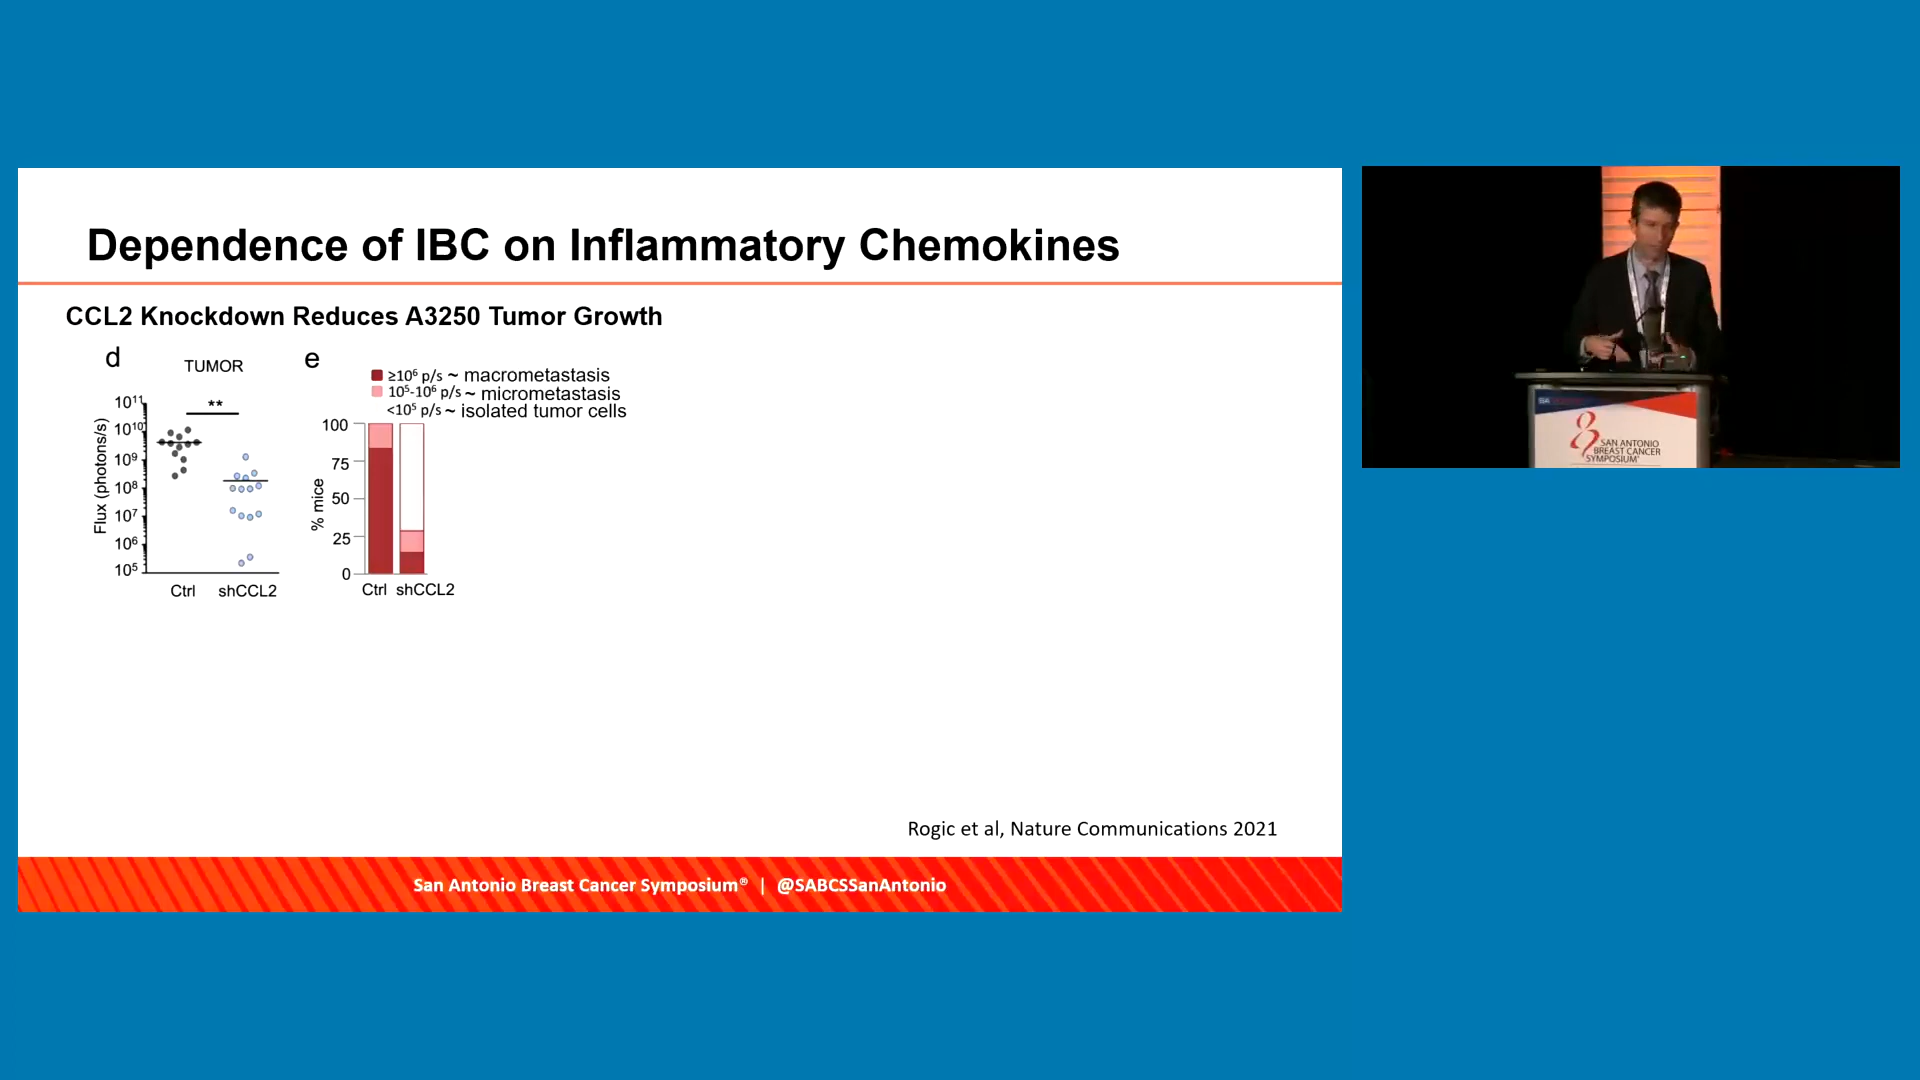 Dependence of IBC on Inflammatory Chemokines
CCL2 Knockdown Reduces A3250 Tumor Growth
d
TUMOR
**
Flux (photons/s)
10¹¹
10¹⁰
10⁹
10⁸
10⁷
10⁶
10⁵
Ctrl
shCCL2
e
≥10⁶ p/s ~ macrometastasis
10⁵-10⁶ p/s ~ micrometastasis
<10⁵ p/s ~ isolated tumor cells
% mice
100
75
50
25
0
Ctrl
shCCL2
Rogic et al, Nature Communications 2021
San Antonio Breast Cancer Symposium® | @SABCSSanAntonio
SAN ANTONIO
BREAST CANCER
SYMPOSIUM®